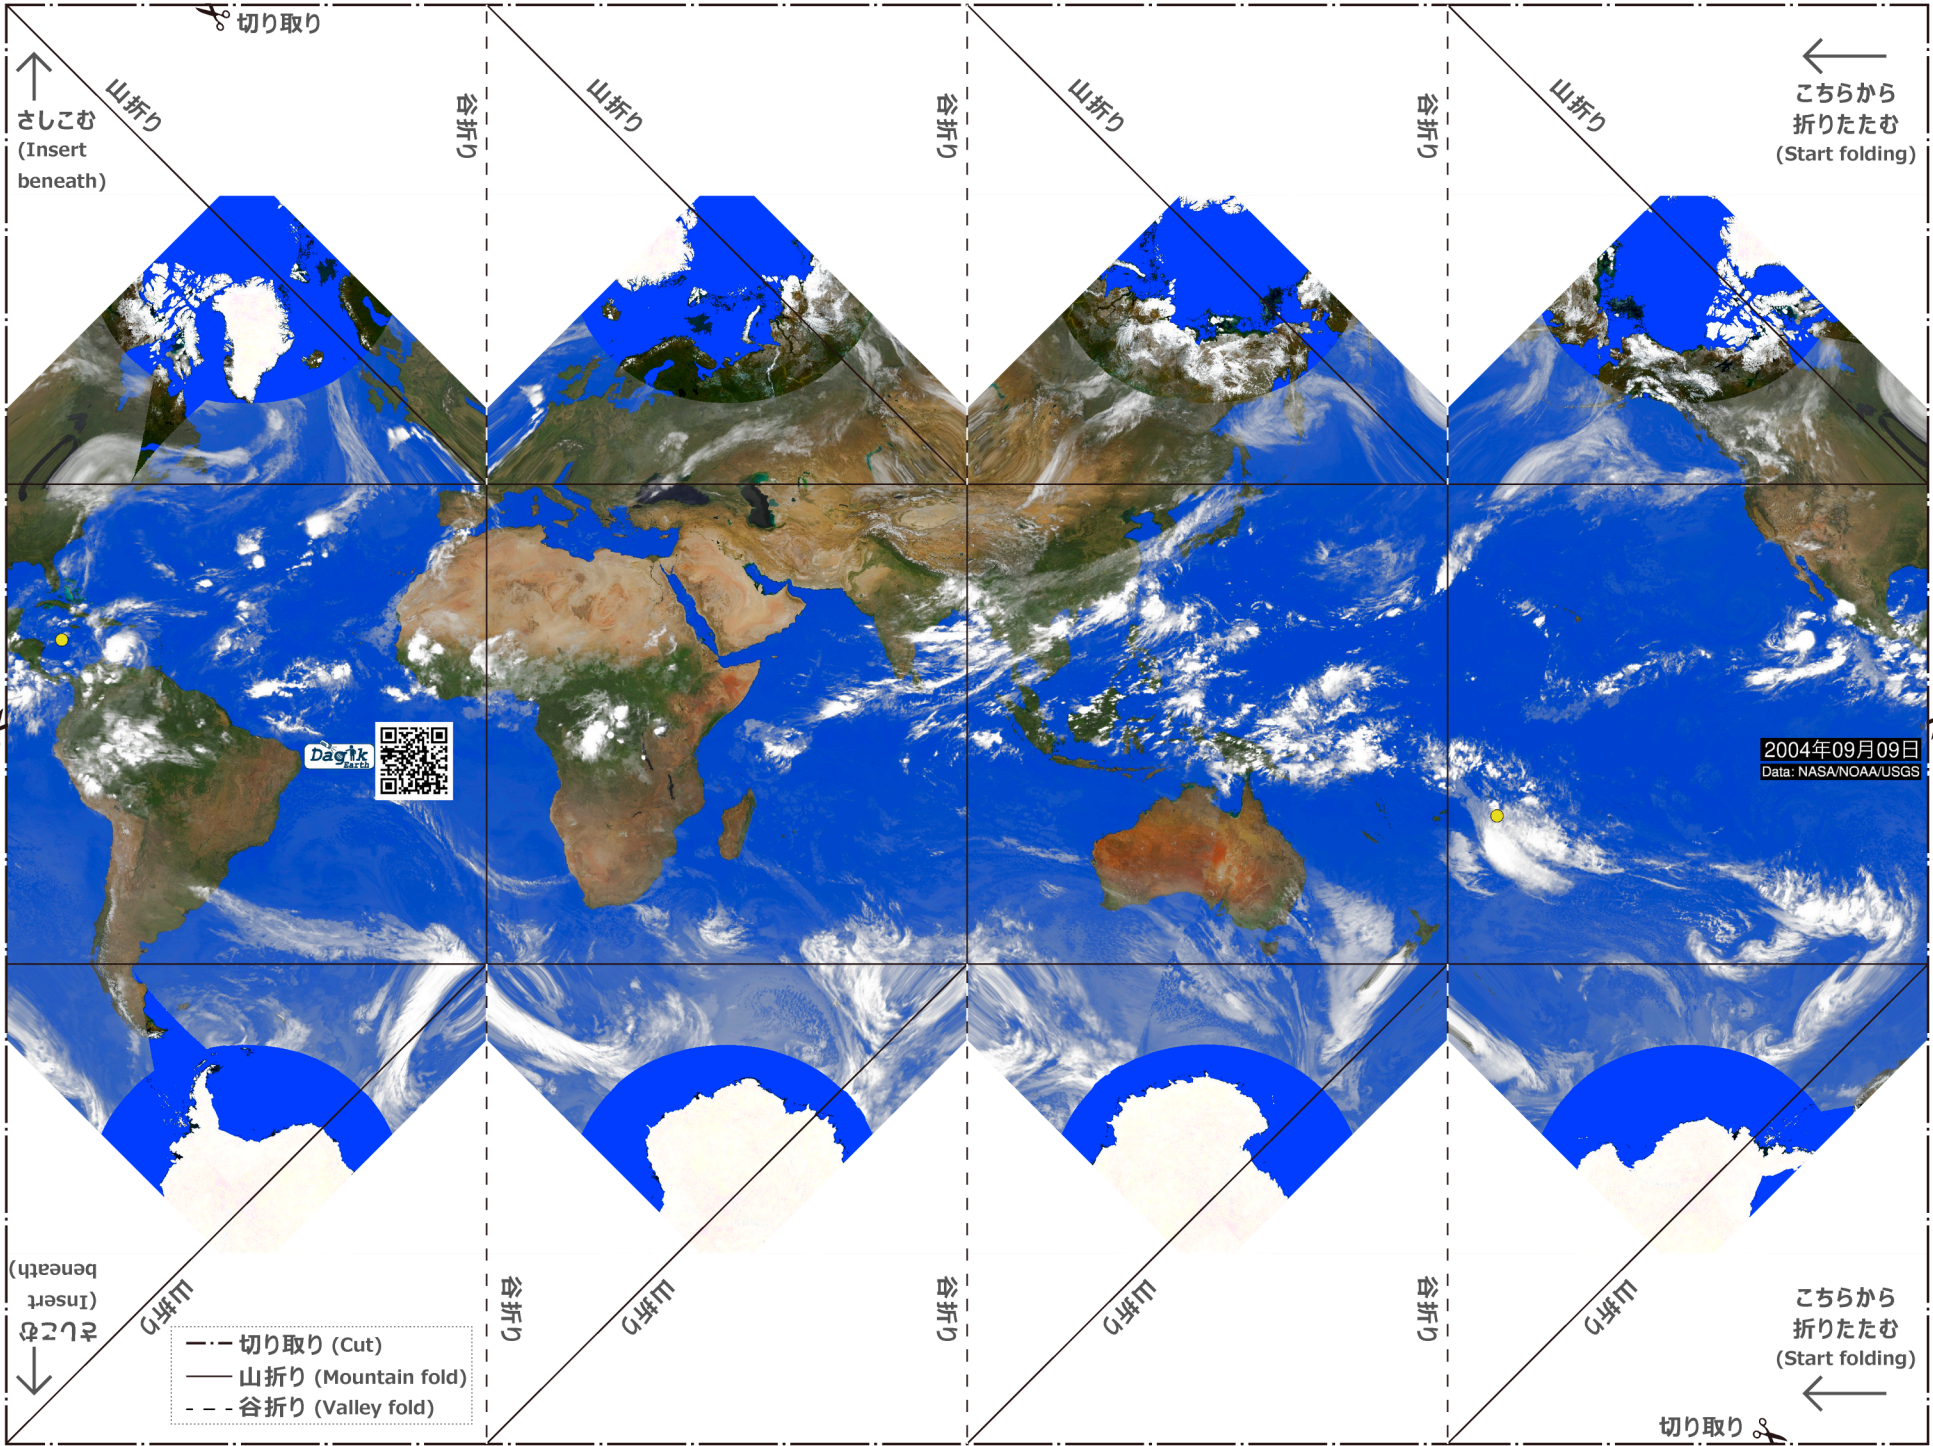 切り取り
山折り
谷折り
山折り
谷折り
山折り
谷折り
山折り
さしこむ
(Insert
beneath)
こちらから
折りたたむ
(Start folding)
Dagik
Earth
2004年09月09日
Data: NASA/NOAA/USGS
さしこむ
(Insert
beneath)
山折り
谷折り
山折り
谷折り
山折り
谷折り
山折り
こちらから
折りたたむ
(Start folding)
切り取り (Cut)
山折り (Mountain fold)
谷折り (Valley fold)
切り取り